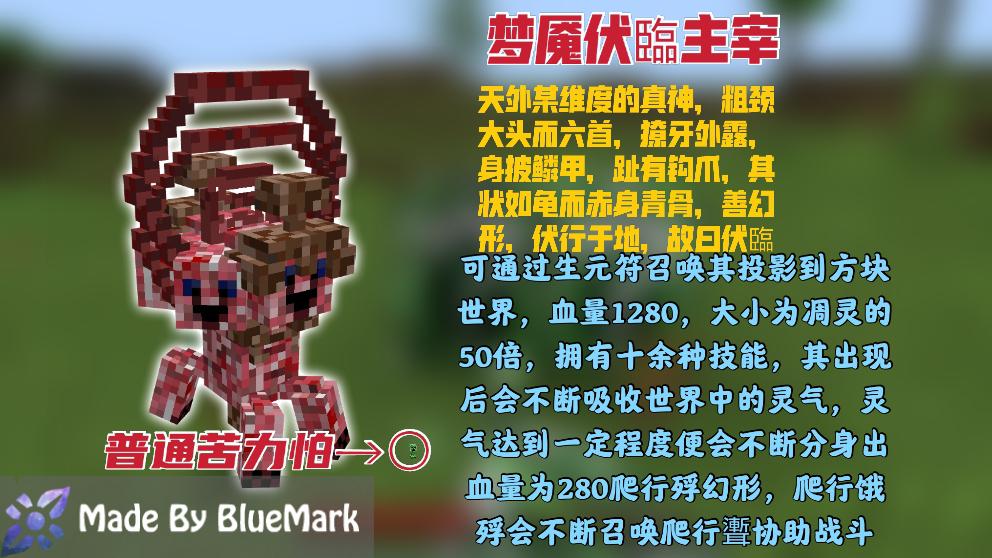 梦魇伏臨主宰
天外某维度的真神，粗颈
大头而六首，獠牙外露，
身披鳞甲，趾有钩爪，其
状如龟而赤身青骨，善幻
形，伏行于地，故曰伏臨
可通过生元符召唤其投影到方块
世界，血量1280，大小为凋灵的
50倍，拥有十余种技能，其出现
后会不断吸收世界中的灵气，灵
气达到一定程度便会不断分身出
血量为280爬行殍幻形，爬行饿
殍会不断召唤爬行聻协助战斗
普通苦力怕→
Made By BlueMark